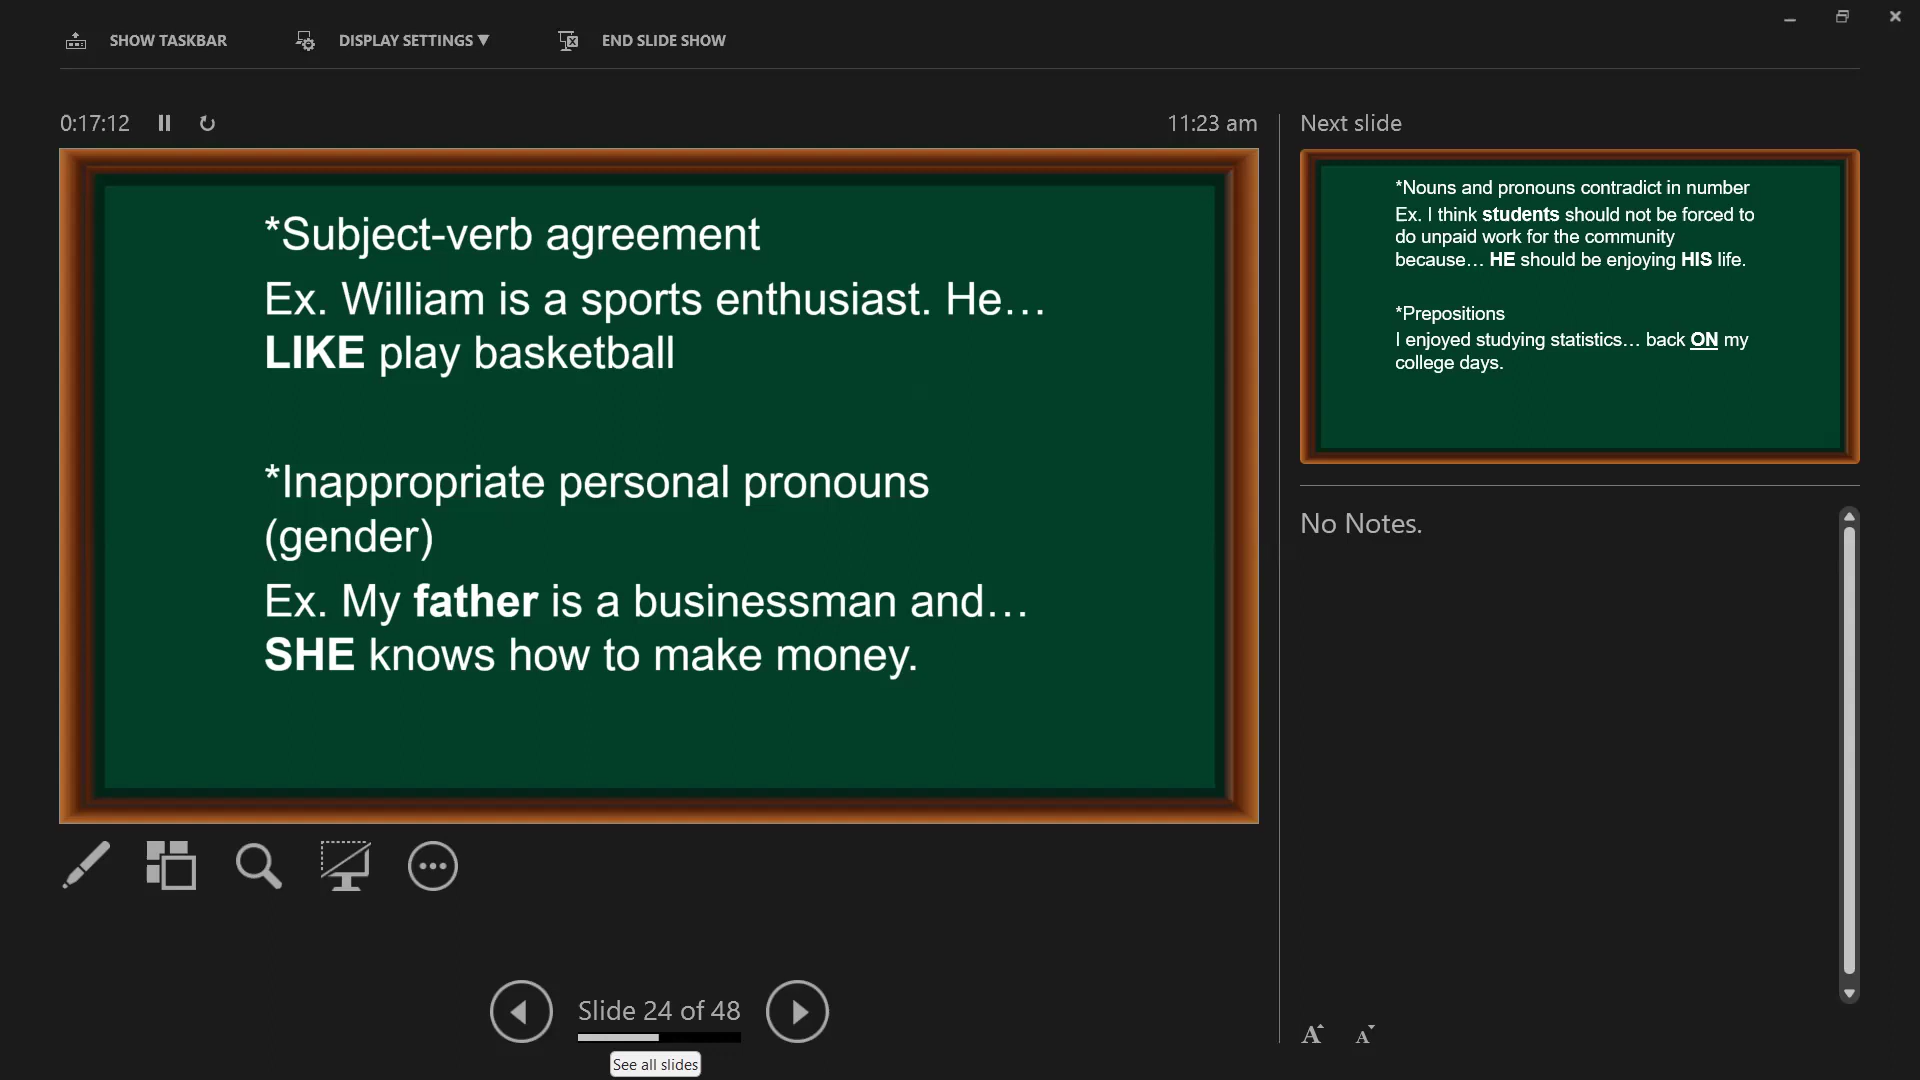 SHOW TASKBAR
DISPLAY SETTINGS ▼
END SLIDE SHOW
0:17:12
11:23 am
*Subject-verb agreement
Ex. William is a sports enthusiast. He…
LIKE play basketball
*Inappropriate personal pronouns
(gender)
Ex. My father is a businessman and…
SHE knows how to make money.
Slide 24 of 48
See all slides
Next slide
*Nouns and pronouns contradict in number
Ex. I think students should not be forced to
do unpaid work for the community
because… HE should be enjoying HIS life.
*Prepositions
I enjoyed studying statistics… back ON my
college days.
No Notes.
A A